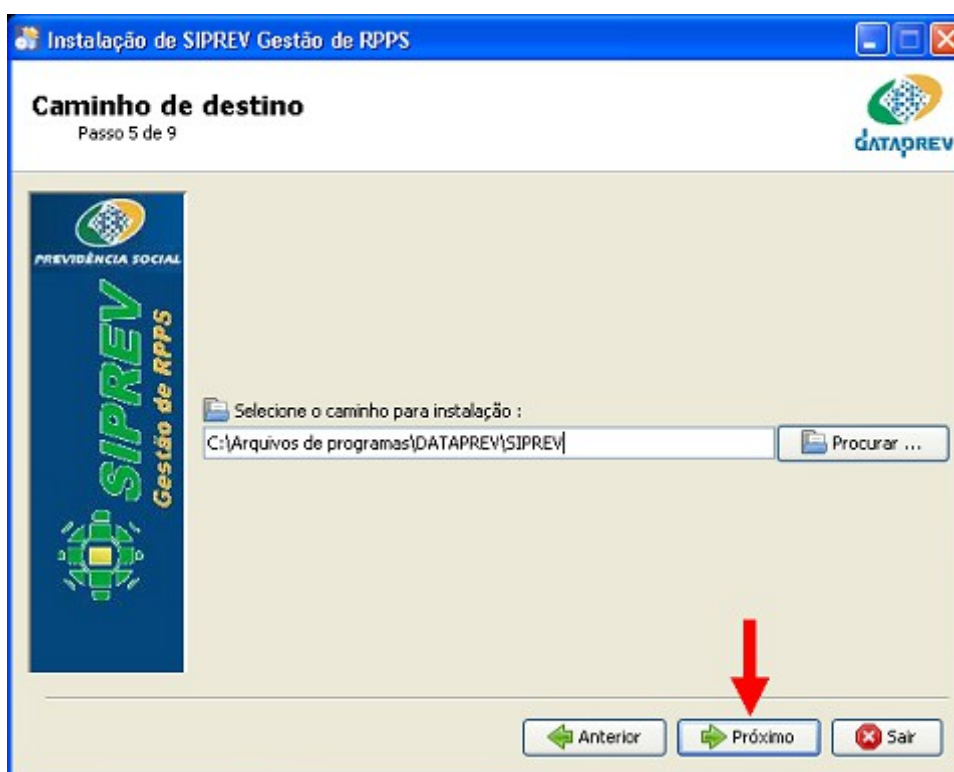 Instalação de SIPREV Gestão de RPPS
Caminho de destino
Passo 5 de 9
DATAPREV
PREVIDÊNCIA SOCIAL
SIPREV
Gestão de RPPS
Selecione o caminho para instalação :
C:\Arquivos de programas\DATAPREV\SIPREV
Procurar ...
Anterior
Próximo
Sair